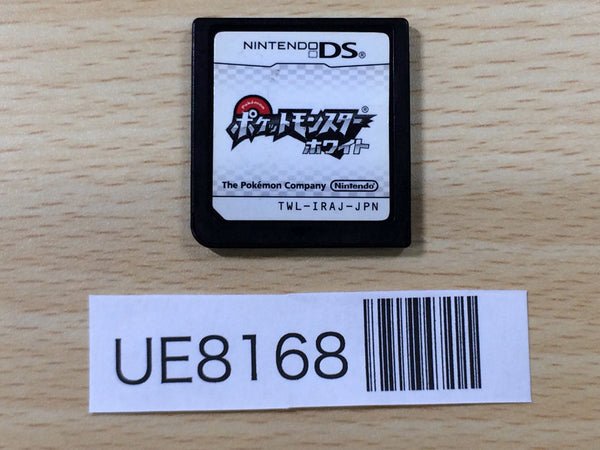 NINTENDO DS®
Pokémon
ポケットモンスター®
ホワイト
The Pokémon Company Nintendo®
TWL-IRAJ-JPN
UE8168